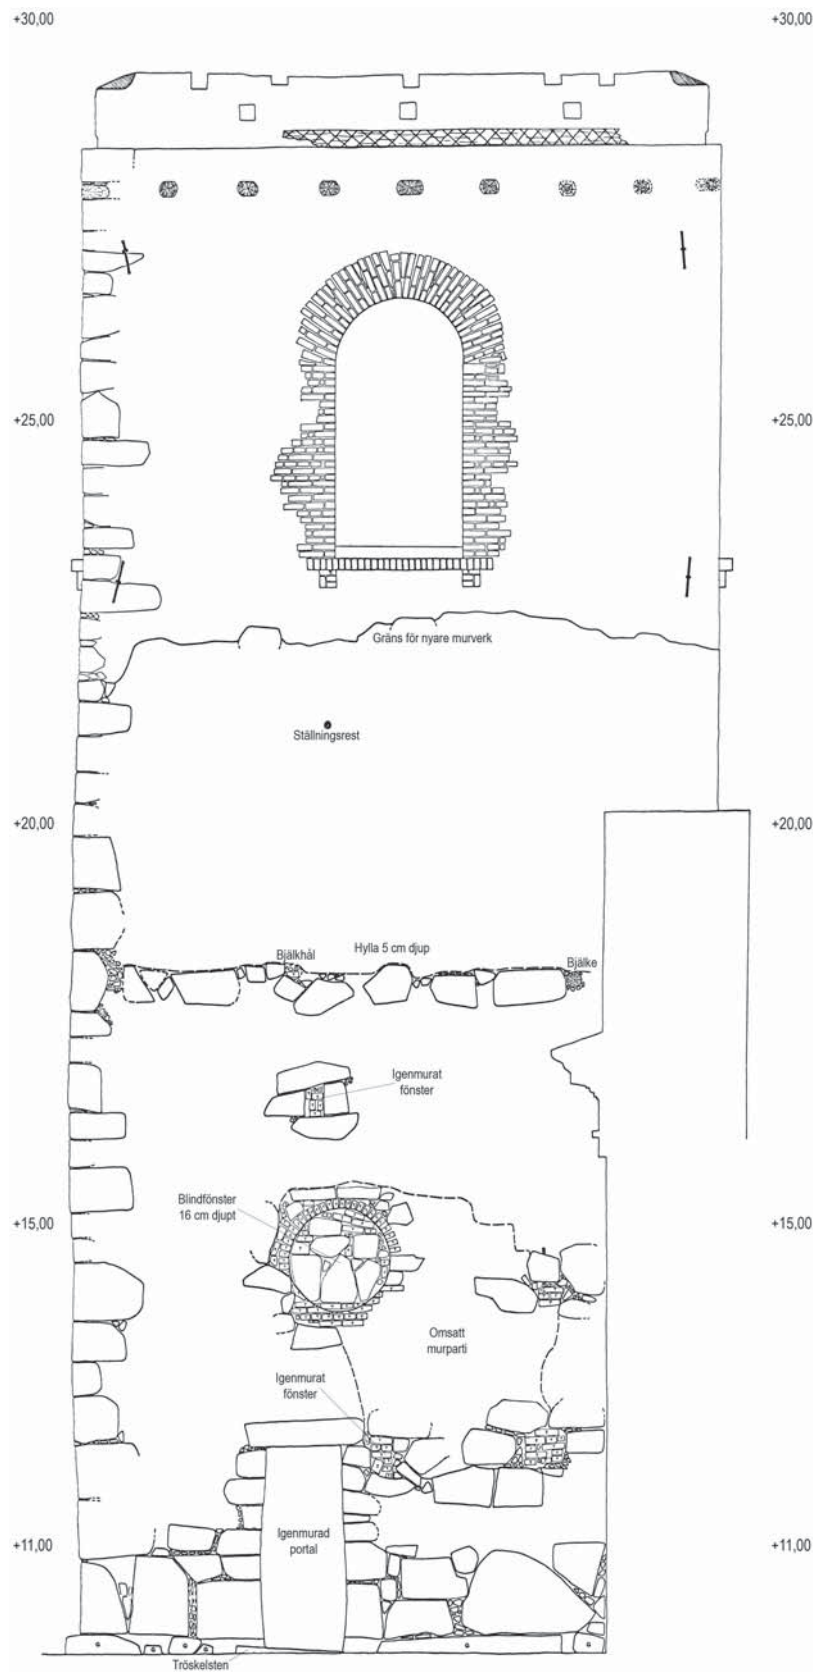 +30,00 +30,00
+25,00 +25,00
Gräns för nyare murverk
Ställningsrest
+20,00 +20,00
Bjälkhål
Hylla 5 cm djup
Bjälke
Igenmurat
fönster
Blindfönster
16 cm djupt
+15,00 +15,00
Omsatt
murparti
Igenmurat
fönster
Igenmurad
portal
+11,00 +11,00
Tröskelsten